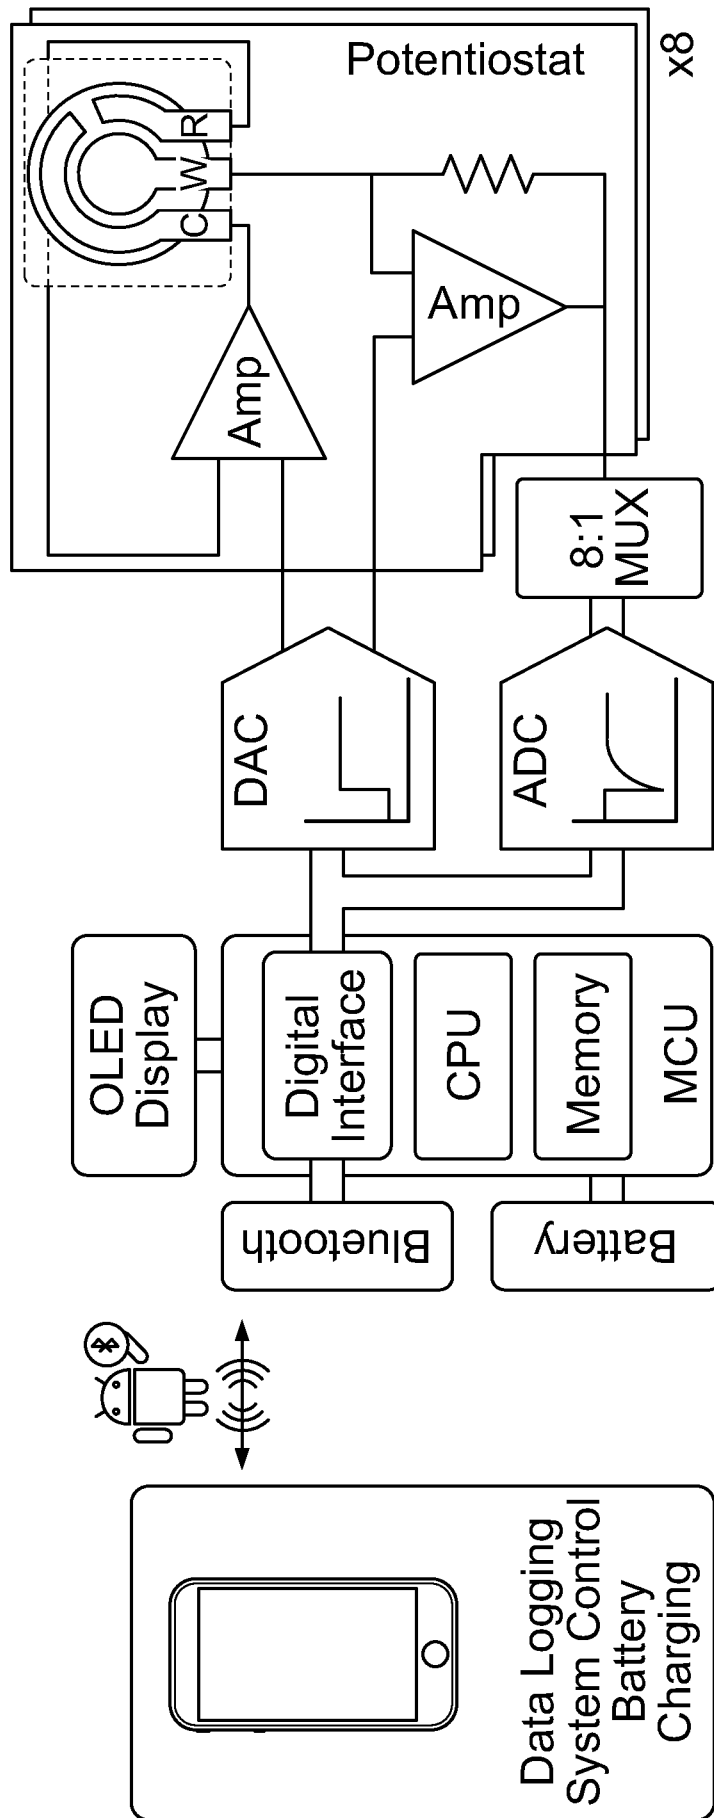 Potentiostat
x8
R
W
C
Amp
Amp
8:1
MUX
DAC
ADC
OLED
Display
Digital
Interface
CPU
Memory
MCU
Bluetooth
Battery
Data Logging
System Control
Battery
Charging